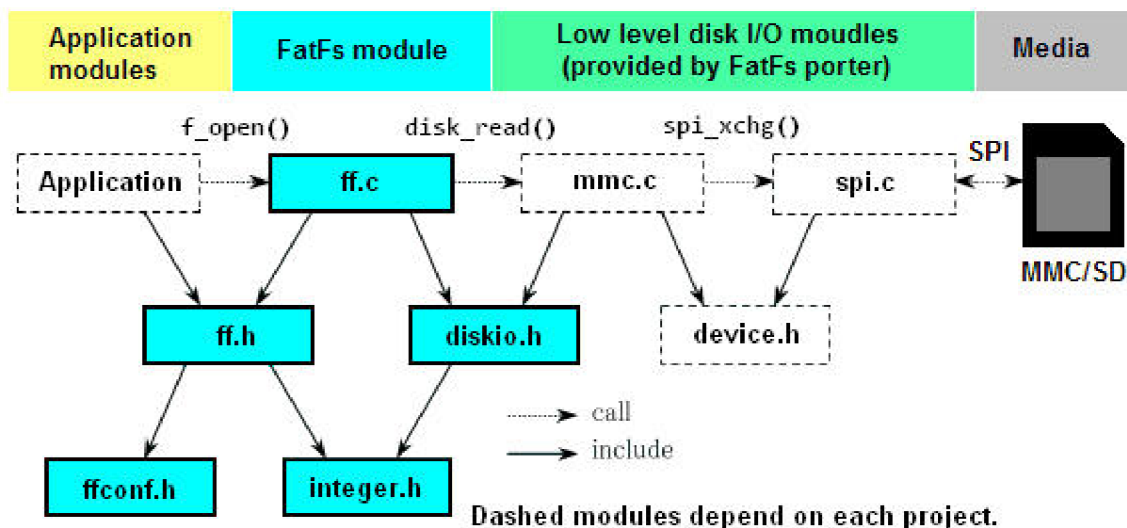 Application
modules
FatFs module
Low level disk I/O moudles
(provided by FatFs porter)
Media
f_open()
disk_read()
spi_xchg()
Application
ff.c
mmc.c
spi.c
SPI
MMC/SD
ff.h
diskio.h
device.h
call
include
ffconf.h
integer.h
Dashed modules depend on each project.